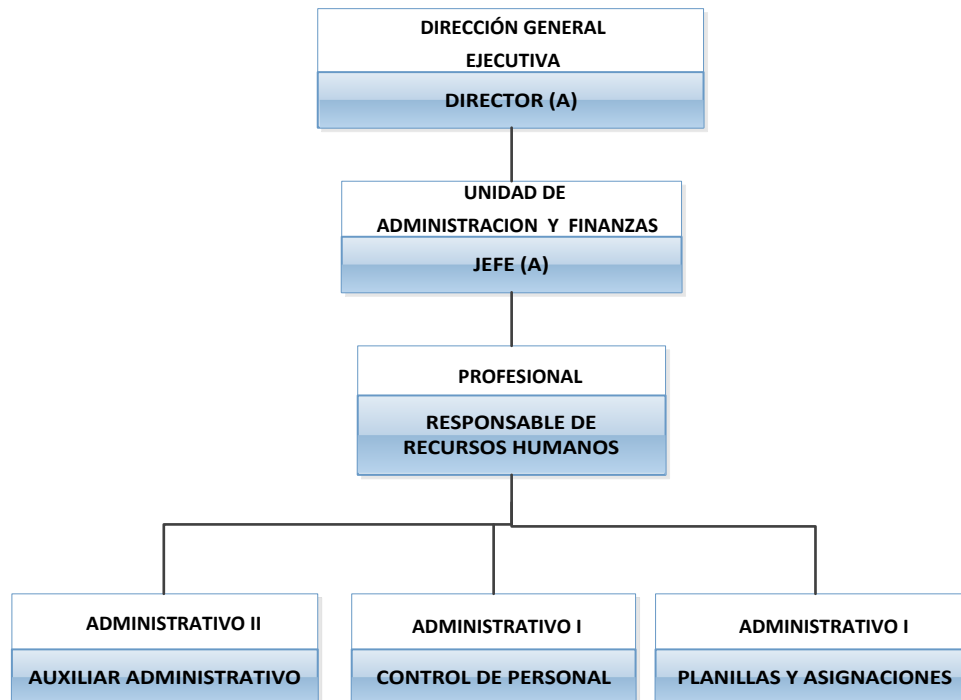 DIRECCIÓN GENERAL
EJECUTIVA
DIRECTOR (A)
UNIDAD DE
ADMINISTRACION Y FINANZAS
JEFE (A)
PROFESIONAL
RESPONSABLE DE
RECURSOS HUMANOS
ADMINISTRATIVO II
AUXILIAR ADMINISTRATIVO
ADMINISTRATIVO I
CONTROL DE PERSONAL
ADMINISTRATIVO I
PLANILLAS Y ASIGNACIONES